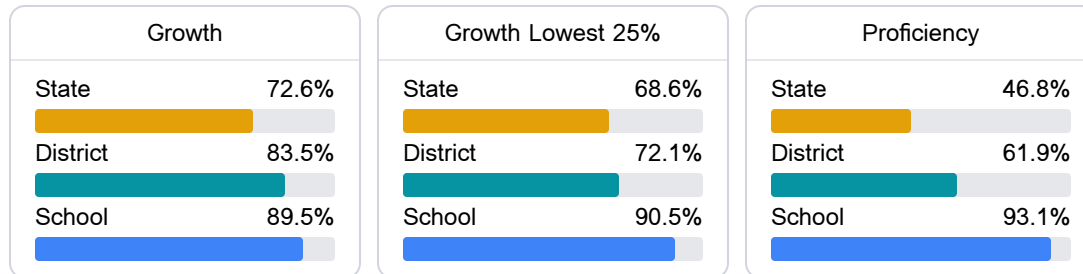 Growth
State 72.6%
District 83.5%
School 89.5%
Growth Lowest 25%
State 68.6%
District 72.1%
School 90.5%
Proficiency
State 46.8%
District 61.9%
School 93.1%